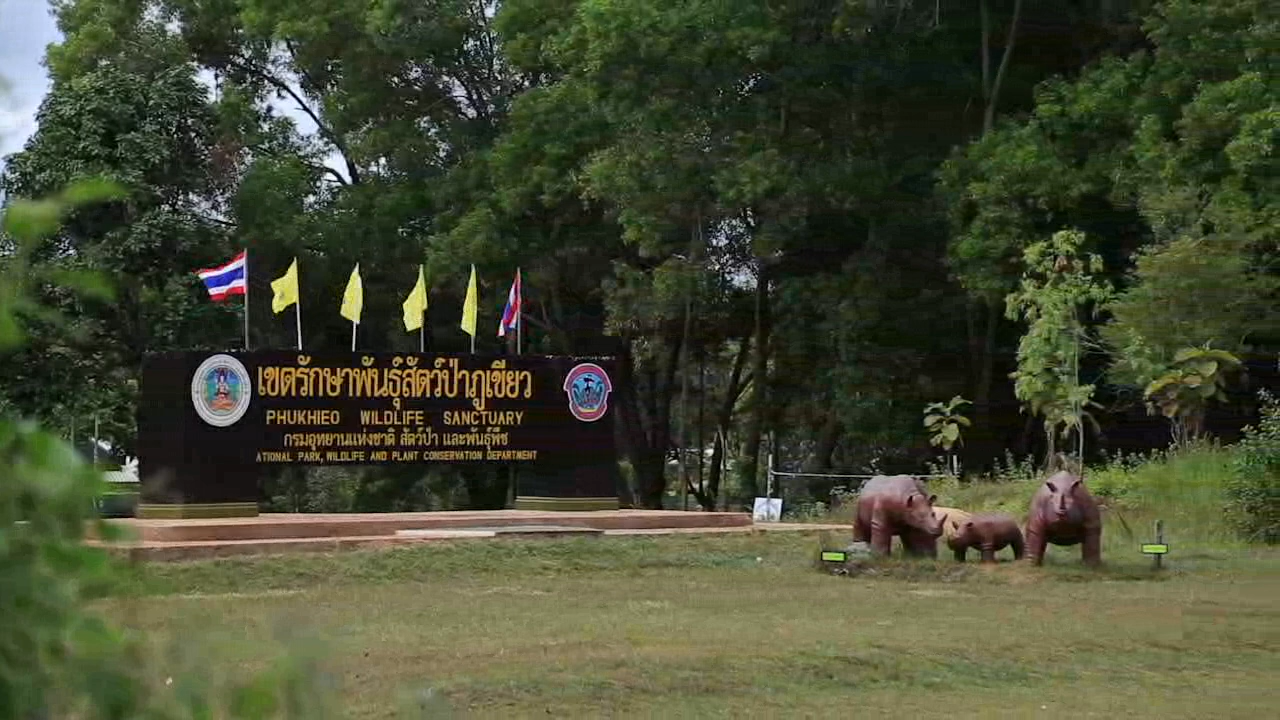 เขตรักษาพันธุ์สัตว์ป่าภูเขียว
PHUKHIEO WILDLIFE SANCTUARY
กรมอุทยานแห่งชาติ สัตว์ป่า และพันธุ์พืช
ATIONAL PARK, WILDLIFE AND PLANT CONSERVATION DEPARTMENT